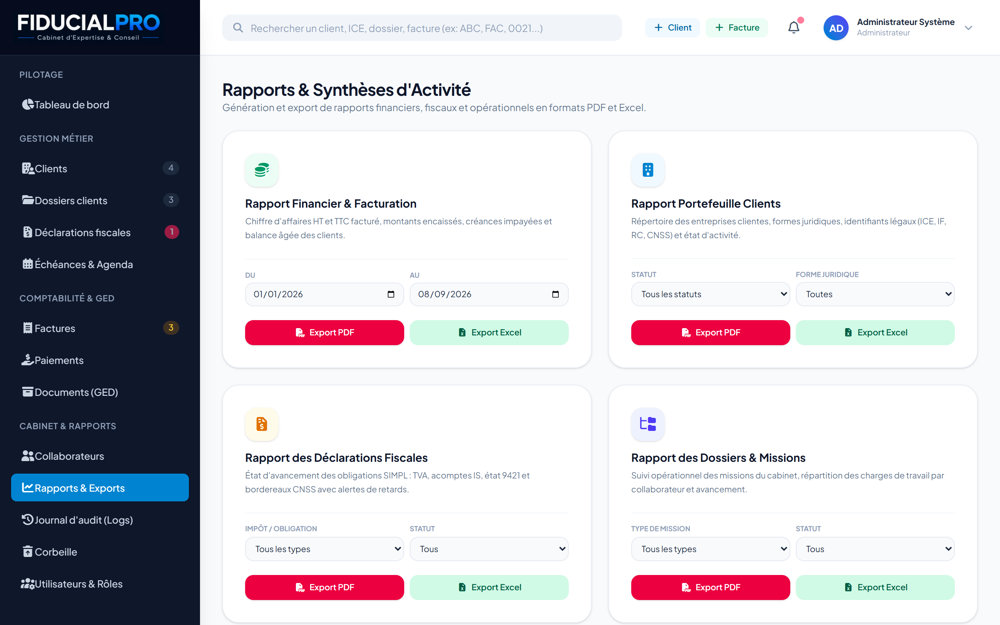 FIDUCIALPRO
Cabinet d'Expertise & Conseil
PILOTAGE
Tableau de bord
GESTION MÉTIER
Clients 4
Dossiers clients 3
Déclarations fiscales 1
Échéances & Agenda
COMPTABILITÉ & GED
Factures 3
Paiements
Documents (GED)
CABINET & RAPPORTS
Collaborateurs
Rapports & Exports
Journal d'audit (Logs)
Corbeille
Utilisateurs & Rôles
Rechercher un client, ICE, dossier, facture (ex: ABC, FAC, 0021...)
+ Client
+ Facture
AD
Administrateur Système
Administrateur
Rapports & Synthèses d'Activité
Génération et export de rapports financiers, fiscaux et opérationnels en formats PDF et Excel.
Rapport Financier & Facturation
Chiffre d'affaires HT et TTC facturé, montants encaissés, créances impayées et
balance âgée des clients.
DU AU
01/01/2026 08/09/2026
Export PDF Export Excel
Rapport Portefeuille Clients
Répertoire des entreprises clientes, formes juridiques, identifiants légaux (ICE, IF,
RC, CNSS) et état d'activité.
STATUT FORME JURIDIQUE
Tous les statuts Toutes
Export PDF Export Excel
Rapport des Déclarations Fiscales
État d'avancement des obligations SIMPL : TVA, acomptes IS, état 9421 et
bordereaux CNSS avec alertes de retards.
IMPÔT / OBLIGATION STATUT
Tous les types Tous
Export PDF Export Excel
Rapport des Dossiers & Missions
Suivi opérationnel des missions du cabinet, répartition des charges de travail par
collaborateur et avancement.
TYPE DE MISSION STATUT
Tous les types Tous
Export PDF Export Excel